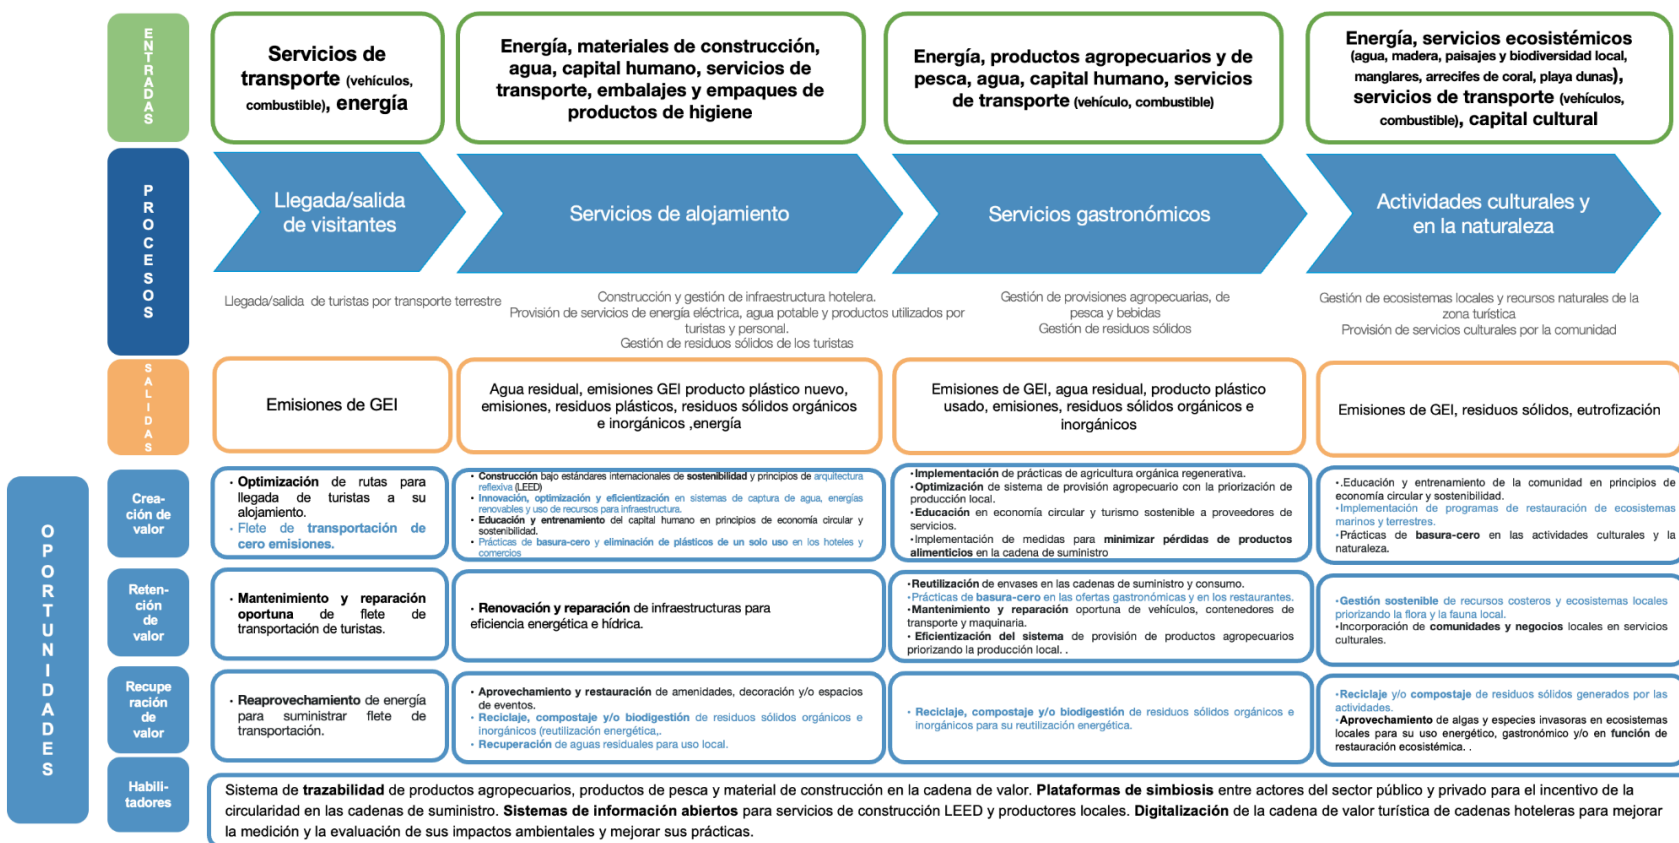 ENTRADAS
Servicios de
transporte (vehículos,
combustible), energía
Energía, materiales de construcción,
agua, capital humano, servicios de
transporte, embalajes y empaques de
productos de higiene
Energía, productos agropecuarios y de
pesca, agua, capital humano, servicios
de transporte (vehículo, combustible)
Energía, servicios ecosistémicos
(agua, madera, paisajes y biodiversidad local,
manglares, arrecifes de coral, playa dunas),
servicios de transporte (vehículos,
combustible), capital cultural
PROCESOS
Llegada/salida
de visitantes
Servicios de alojamiento
Servicios gastronómicos
Actividades culturales y
en la naturaleza
Llegada/salida de turistas por transporte terrestre
Construcción y gestión de infraestructura hotelera.
Provisión de servicios de energía eléctrica, agua potable y productos utilizados por
turistas y personal.
Gestión de residuos sólidos de los turistas
Gestión de provisiones agropecuarias, de
pesca y bebidas
Gestión de residuos sólidos
Gestión de ecosistemas locales y recursos naturales de la
zona turística
Provisión de servicios culturales por la comunidad
SALIDAS
Emisiones de GEI
Agua residual, emisiones GEI producto plástico nuevo,
emisiones, residuos plásticos, residuos sólidos orgánicos
e inorgánicos ,energía
Emisiones de GEI, agua residual, producto plástico
usado, emisiones, residuos sólidos orgánicos e
inorgánicos
Emisiones de GEI, residuos sólidos, eutrofización
OPORTUNIDADES
Crea-
ción de
valor
• Optimización de rutas para
llegada de turistas a su
alojamiento.
• Flete de transportación de
cero emisiones.
• Construcción bajo estándares internacionales de sostenibilidad y principios de arquitectura
reflexiva (LEED)
• Innovación, optimización y eficientización en sistemas de captura de agua, energías
renovables y uso de recursos para infraestructura.
• Educación y entrenamiento del capital humano en principios de economía circular y
sostenibilidad.
• Prácticas de basura-cero y eliminación de plásticos de un solo uso en los hoteles y
comercios
•Implementación de prácticas de agricultura orgánica regenerativa.
•Optimización de sistema de provisión agropecuario con la priorización de
producción local.
•Educación en economía circular y turismo sostenible a proveedores de
servicios.
•Implementación de medidas para minimizar pérdidas de productos
alimenticios en la cadena de suministro
•.Educación y entrenamiento de la comunidad en principios de
economía circular y sostenibilidad.
•Implementación de programas de restauración de ecosistemas
marinos y terrestres.
•Prácticas de basura-cero en las actividades culturales y la
naturaleza.
Reten-
ción de
valor
• Mantenimiento y reparación
oportuna de flete de
transportación de turistas.
• Renovación y reparación de infraestructuras para
eficiencia energética e hídrica.
•Reutilización de envases en las cadenas de suministro y consumo.
•Prácticas de basura-cero en las ofertas gastronómicas y en los restaurantes.
•Mantenimiento y reparación oportuna de vehículos, contenedores de
transporte y maquinaria.
• Eficientización del sistema de provisión de productos agropecuarios
priorizando la producción local. .
•Gestión sostenible de recursos costeros y ecosistemas locales
priorizando la flora y la fauna local.
•Incorporación de comunidades y negocios locales en servicios
culturales.
Recupe
ración de
valor
• Reaprovechamiento de energía
para suministrar flete de
transportación.
• Aprovechamiento y restauración de amenidades, decoración y/o espacios
de eventos.
• Reciclaje, compostaje y/o biodigestión de residuos sólidos orgánicos e
inorgánicos (reutilización energética,.
• Recuperación de aguas residuales para uso local.
• Reciclaje, compostaje y/o biodigestión de residuos sólidos orgánicos e
inorgánicos para su reutilización energética.
•Reciclaje y/o compostaje de residuos sólidos generados por las
actividades.
•Aprovechamiento de algas y especies invasoras en ecosistemas
locales para su uso energético, gastronómico y/o en función de
restauración ecosistémica. .
Habili-
tadores
Sistema de trazabilidad de productos agropecuarios, productos de pesca y material de construcción en la cadena de valor. Plataformas de simbiosis entre actores del sector público y privado para el incentivo de la
circularidad en las cadenas de suministro. Sistemas de información abiertos para servicios de construcción LEED y productores locales. Digitalización de la cadena de valor turística de cadenas hoteleras para mejorar
la medición y la evaluación de sus impactos ambientales y mejorar sus prácticas.